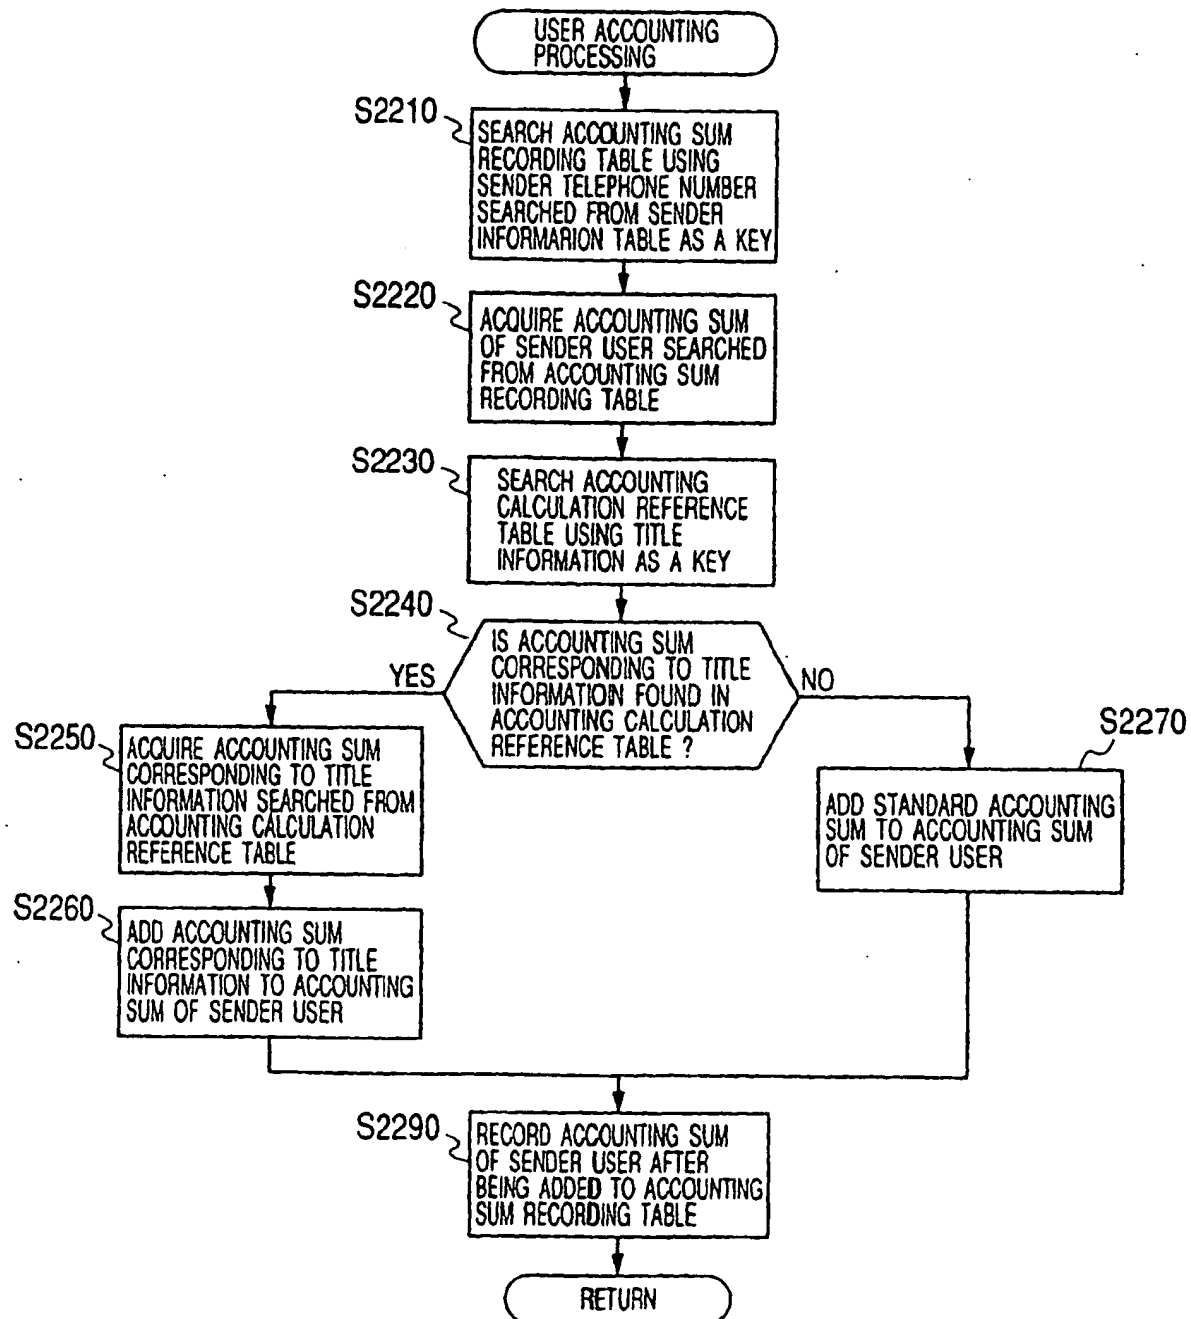 USER ACCOUNTING
PROCESSING
S2210
SEARCH ACCOUNTING SUM
RECORDING TABLE USING
SENDER TELEPHONE NUMBER
SEARCHED FROM SENDER
INFORMARION TABLE AS A KEY
S2220
ACQUIRE ACCOUNTING SUM
OF SENDER USER SEARCHED
FROM ACCOUNTING SUM
RECORDING TABLE
S2230
SEARCH ACCOUNTING
CALCULATION REFERENCE
TABLE USING TITLE
INFORMATION AS A KEY
S2240
IS ACCOUNTING SUM
CORRESPONDING TO TITLE
INFORMATION FOUND IN
ACCOUNTING CALCULATION
REFERENCE TABLE ?
YES
NO
S2250
ACQUIRE ACCOUNTING SUM
CORRESPONDING TO TITLE
INFORMATION SEARCHED FROM
ACCOUNTING CALCULATION
REFERENCE TABLE
S2270
ADD STANDARD ACCOUNTING
SUM TO ACCOUNTING SUM
OF SENDER USER
S2260
ADD ACCOUNTING SUM
CORRESPONDING TO TITLE
INFORMATION TO ACCOUNTING
SUM OF SENDER USER
S2290
RECORD ACCOUNTING SUM
OF SENDER USER AFTER
BEING ADDED TO ACCOUNTING
SUM RECORDING TABLE
RETURN